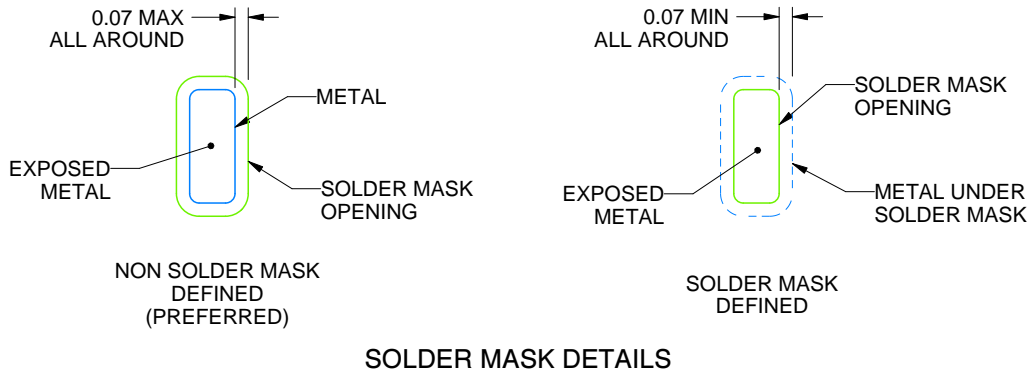 0.07 MAX
ALL AROUND
METAL
EXPOSED
METAL
SOLDER MASK
OPENING
NON SOLDER MASK
DEFINED
(PREFERRED)
0.07 MIN
ALL AROUND
SOLDER MASK
OPENING
EXPOSED
METAL
METAL UNDER
SOLDER MASK
SOLDER MASK
DEFINED
SOLDER MASK DETAILS